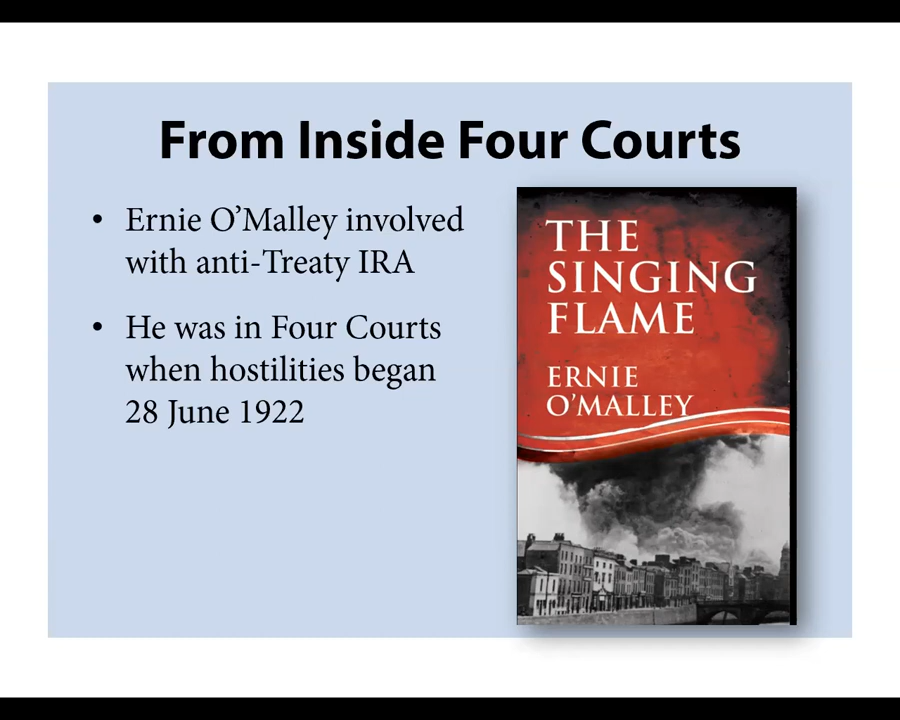 From Inside Four Courts
• Ernie O’Malley involved
with anti-Treaty IRA
• He was in Four Courts
when hostilities began
28 June 1922
THE
SINGING
FLAME
ERNIE
O’MALLEY